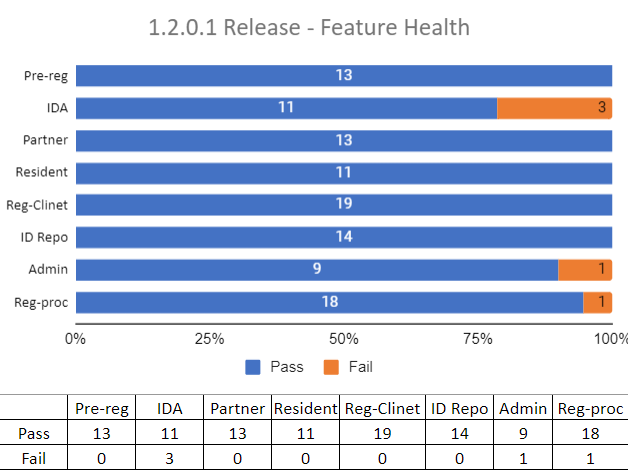 1.2.0.1 Release - Feature Health
Pre-reg 13
IDA 11 3
Partner 13
Resident 11
Reg-Clinet 19
ID Repo 14
Admin 9 1
Reg-proc 18 1
0% 25% 50% 75% 100%
Pass Fail
Pre-reg IDA Partner Resident Reg-Clinet ID Repo Admin Reg-proc
Pass 13 11 13 11 19 14 9 18
Fail 0 3 0 0 0 0 1 1